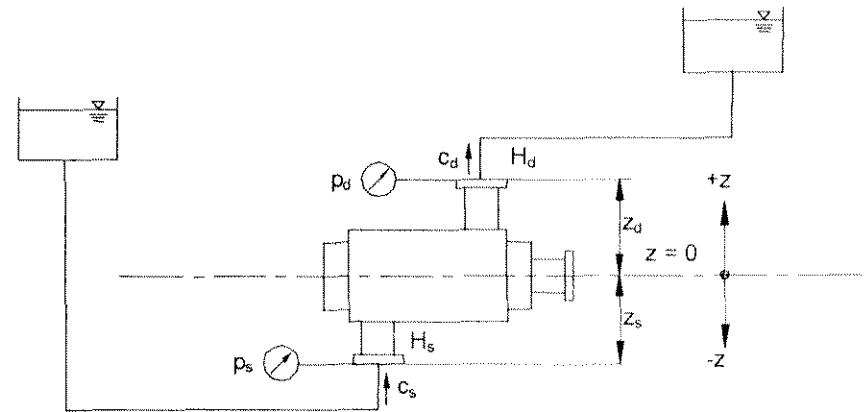 c_d
H_d
p_d
+z
z_d
z = 0
z_s
H_s
p_s
-z
c_s